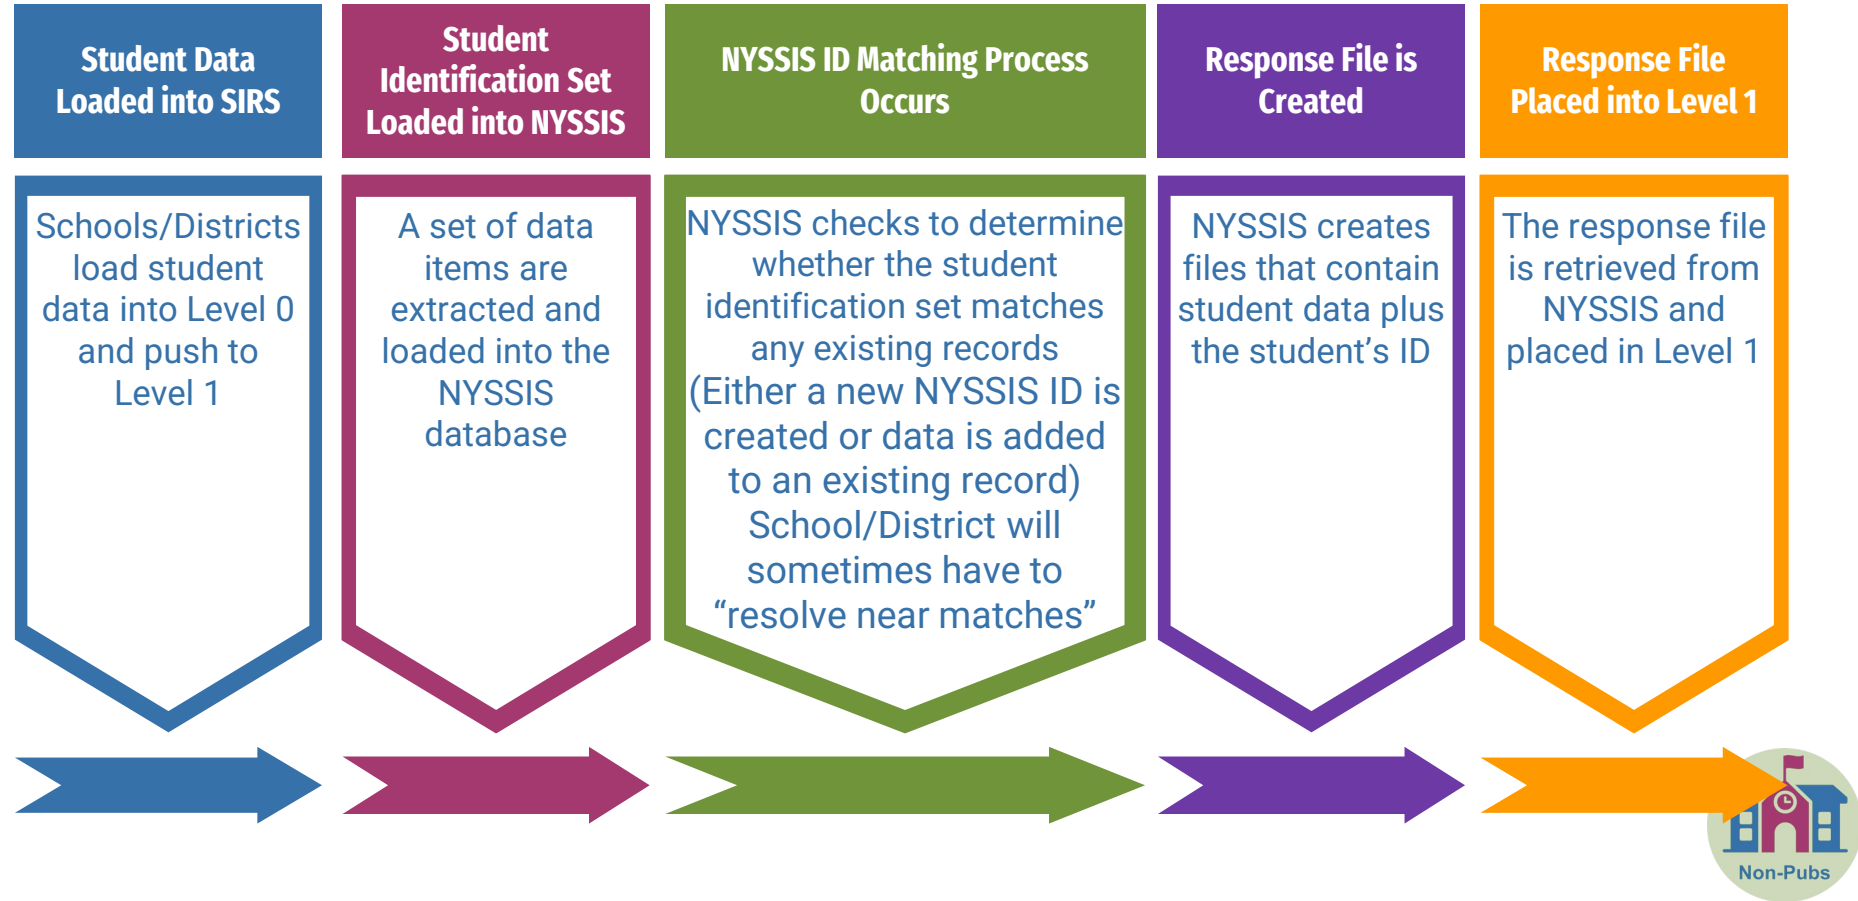 Student Data
Loaded into SIRS
Student
Identification Set
Loaded into NYSSIS
NYSSIS ID Matching Process
Occurs
Response File is
Created
Response File
Placed into Level 1
Schools/Districts
load student
data into Level 0
and push to
Level 1
A set of data
items are
extracted and
loaded into the
NYSSIS
database
NYSSIS checks to determine
whether the student
identification set matches
any existing records
(Either a new NYSSIS ID is
created or data is added
to an existing record)
School/District will
sometimes have to
“resolve near matches”
NYSSIS creates
files that contain
student data plus
the student’s ID
The response file
is retrieved from
NYSSIS and
placed in Level 1
Non-Pubs